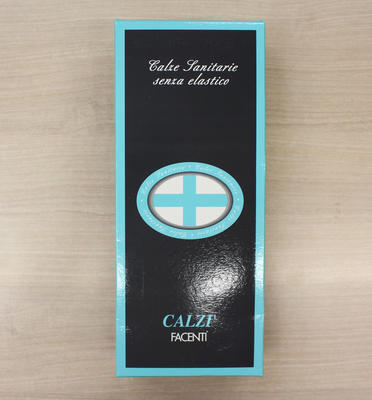 Calze Sanitarie
senza elastico
CALZI'
FACENTI